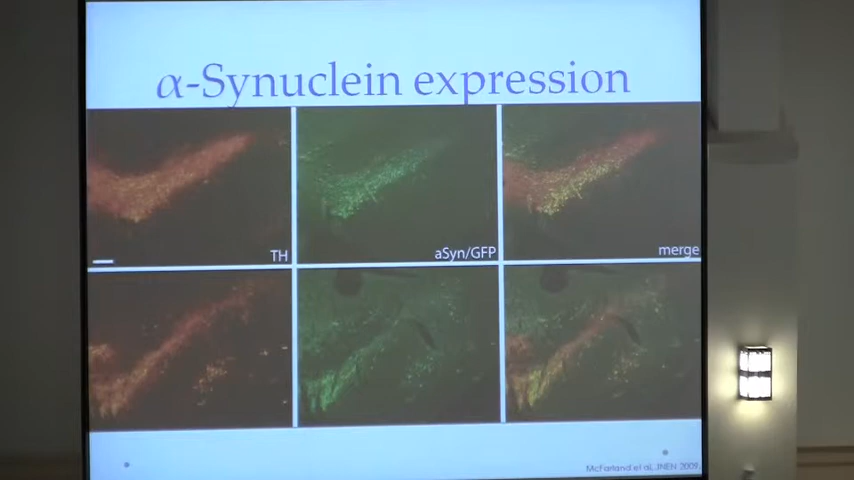 α-Synuclein expression
TH
aSyn/GFP
merge
McFarland et al., JNEN 2009